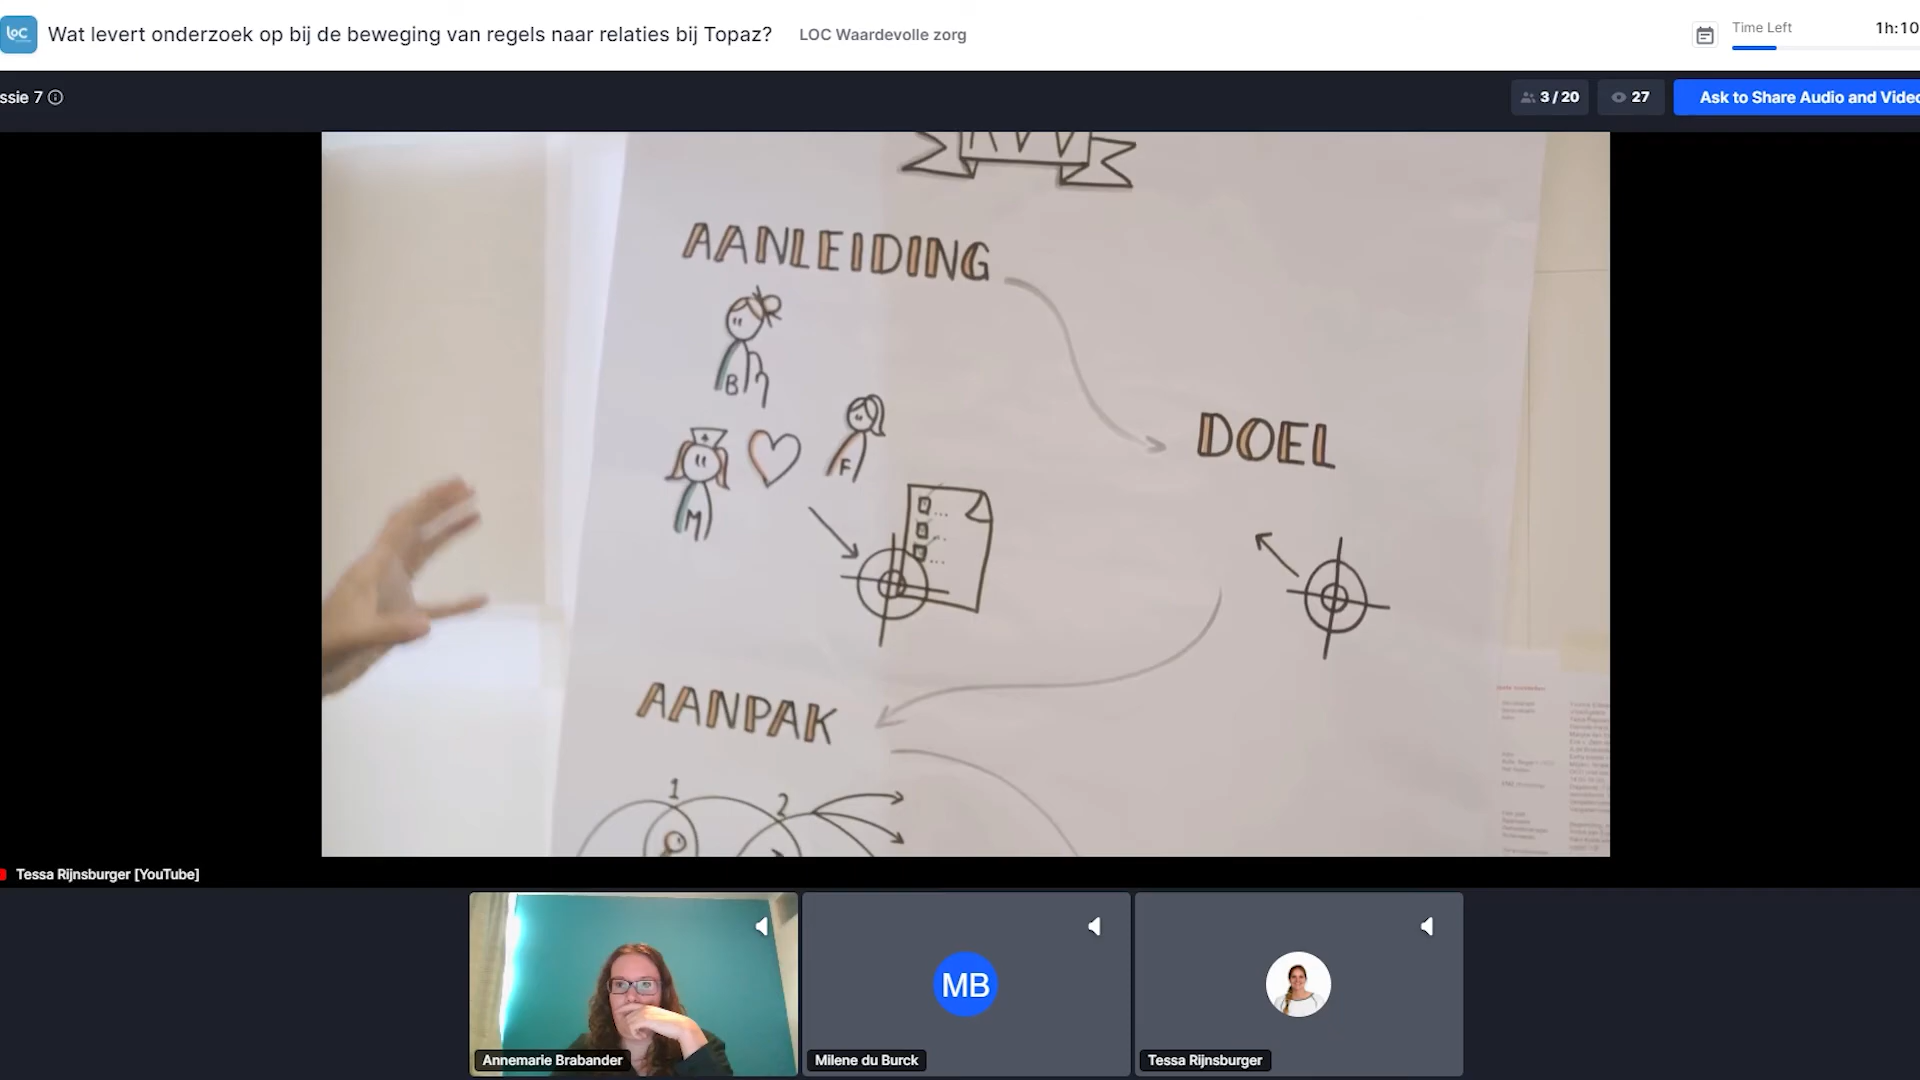 loc
Wat levert onderzoek op bij de beweging van regels naar relaties bij Topaz?
LOC Waardevolle zorg
Time Left
1h:10
ssie 7
3 / 20
27
Ask to Share Audio and Video
AANLEIDING
B
M
F
DOEL
AANPAK
1
2
Tessa Rijnsburger [YouTube]
MB
Annemarie Brabander
Milene du Burck
Tessa Rijnsburger